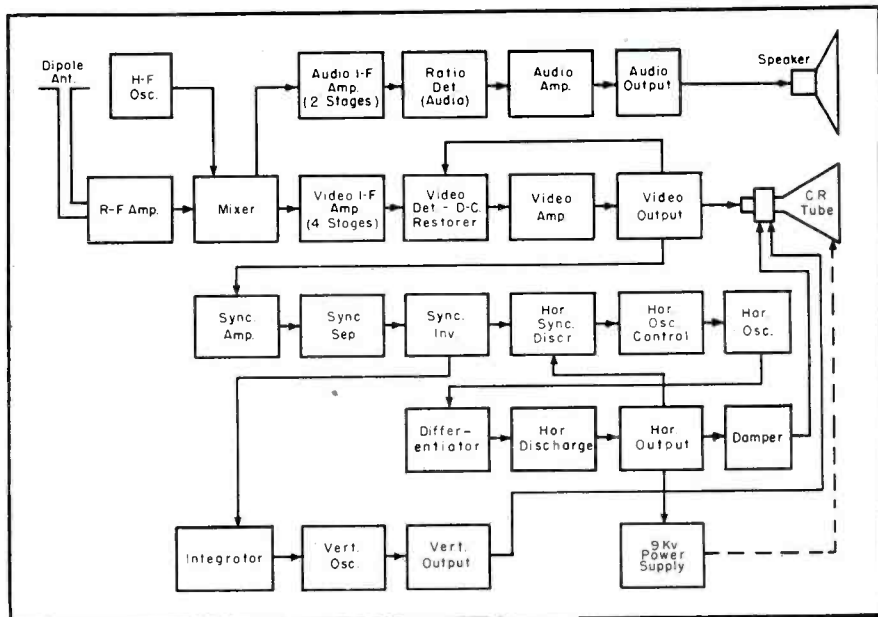 Dipole
Ant.
H-F
Osc.
Audio I-F
Amp.
(2 Stages)
Ratio
Det.
(Audio)
Audio
Amp.
Audio
Output
Speaker
R-F Amp.
Mixer
Video I-F
Amp
(4 Stages)
Video
Det - D-C.
Restorer
Video
Amp
Video
Output
C R
Tube
Sync.
Amp.
Sync
Sep
Sync.
Inv
Hor
Sync.
Discr
Hor
Osc
Control
Hor
Osc.
Differ-
entiator
Hor
Discharge
Hor
Output
Damper
Integrator
Vert.
Osc.
Vert.
Output
9 Kv
Power
Supply